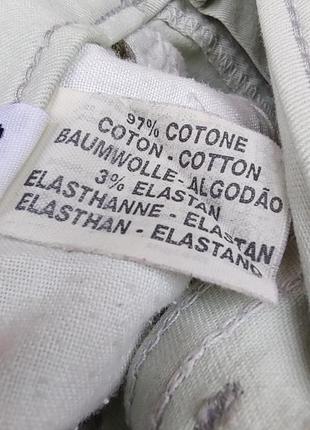 97% COTONE
COTON - COTTON
BAUMWOLLE - ALGODÃO
3% ELASTAN
ELASTHANNE - ELASTAN
ELASTHAN - ELASTANO